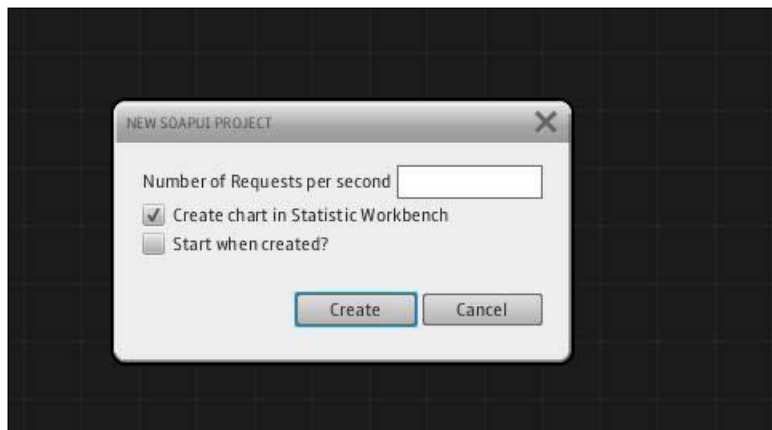 NEW SOAPUI PROJECT
Number of Requests per second
Create chart in Statistic Workbench
Start when created?
Create Cancel